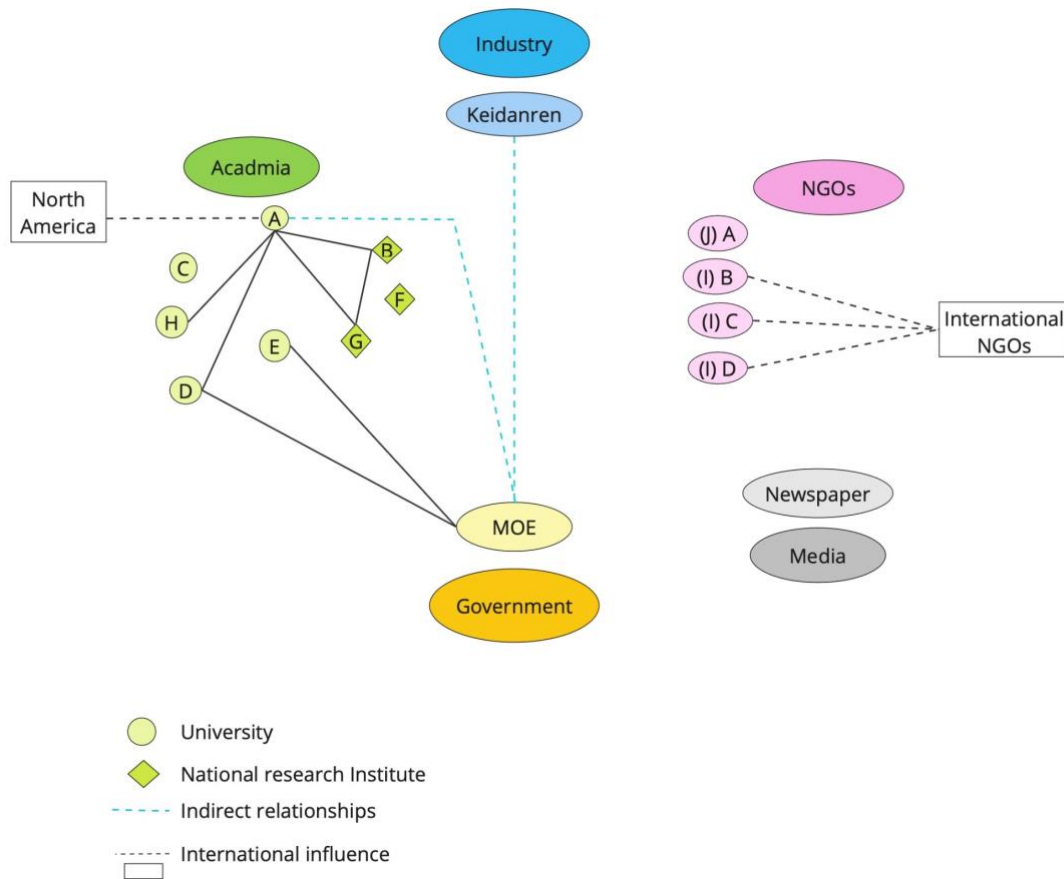 Industry
Keidanren
Acadmia
North
America
A
C
B
F
H
E
G
D
NGOs
(J) A
(I) B
(I) C
(I) D
International
NGOs
Newspaper
Media
MOE
Government
University
National research Institute
Indirect relationships
International influence